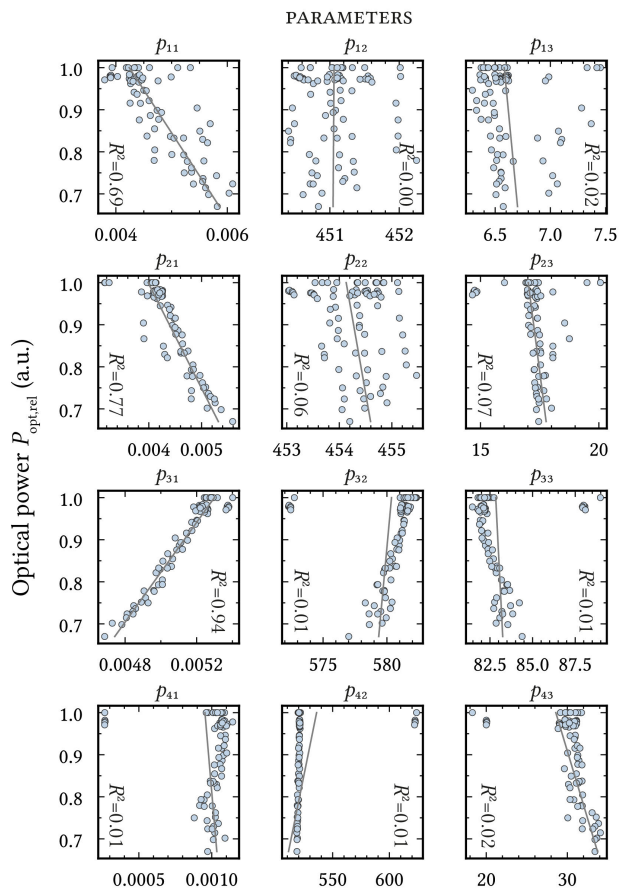 PARAMETERS
p11 p12 p13
1.0
0.9
0.8
0.7
R²=0.69 R²=0.00 R²=0.02
0.004 0.006 451 452 6.5 7.0 7.5
p21 p22 p23
1.0
0.9
0.8
0.7
R²=0.77 R²=0.06 R²=0.07
0.004 0.005 453 454 455 15 20
Optical power Popt,rel (a.u.)
p31 p32 p33
1.0
0.9
0.8
0.7
R²=0.94 R²=0.01 R²=0.01
0.0048 0.0052 575 580 82.5 85.0 87.5
p41 p42 p43
1.0
0.9
0.8
0.7
R²=0.01 R²=0.01 R²=0.02
0.0005 0.0010 550 600 20 30